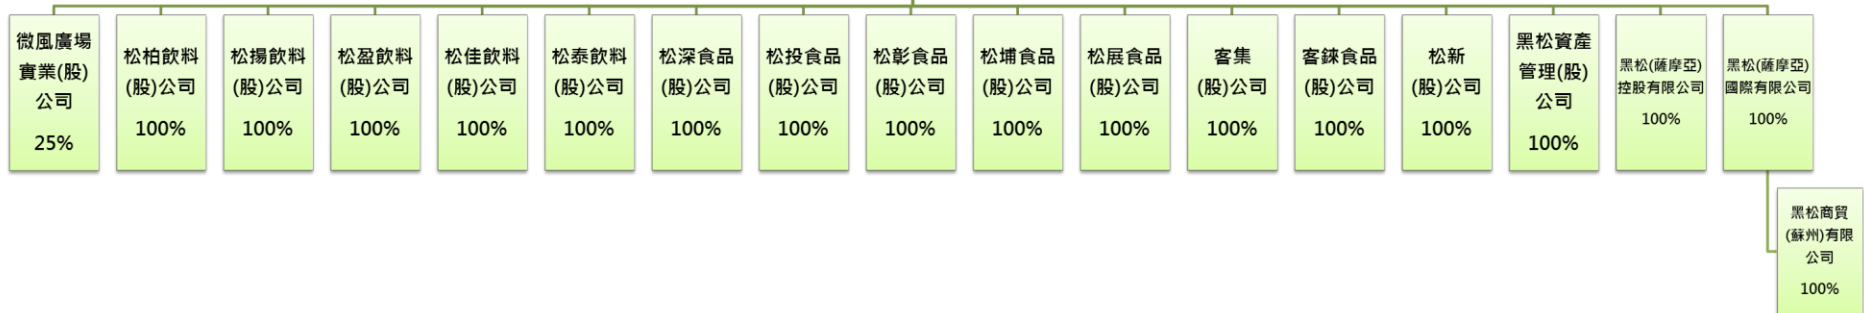 微風廣場
實業(股)
公司
25%
松柏飲料
(股)公司
100%
松揚飲料
(股)公司
100%
松盈飲料
(股)公司
100%
松佳飲料
(股)公司
100%
松泰飲料
(股)公司
100%
松深食品
(股)公司
100%
松投食品
(股)公司
100%
松彰食品
(股)公司
100%
松埔食品
(股)公司
100%
松展食品
(股)公司
100%
客集
(股)公司
100%
客錸食品
(股)公司
100%
松新
(股)公司
100%
黑松資產
管理(股)
公司
100%
黑松(薩摩亞)
控股有限公司
100%
黑松(薩摩亞)
國際有限公司
100%
黑松商貿
(蘇州)有限
公司
100%